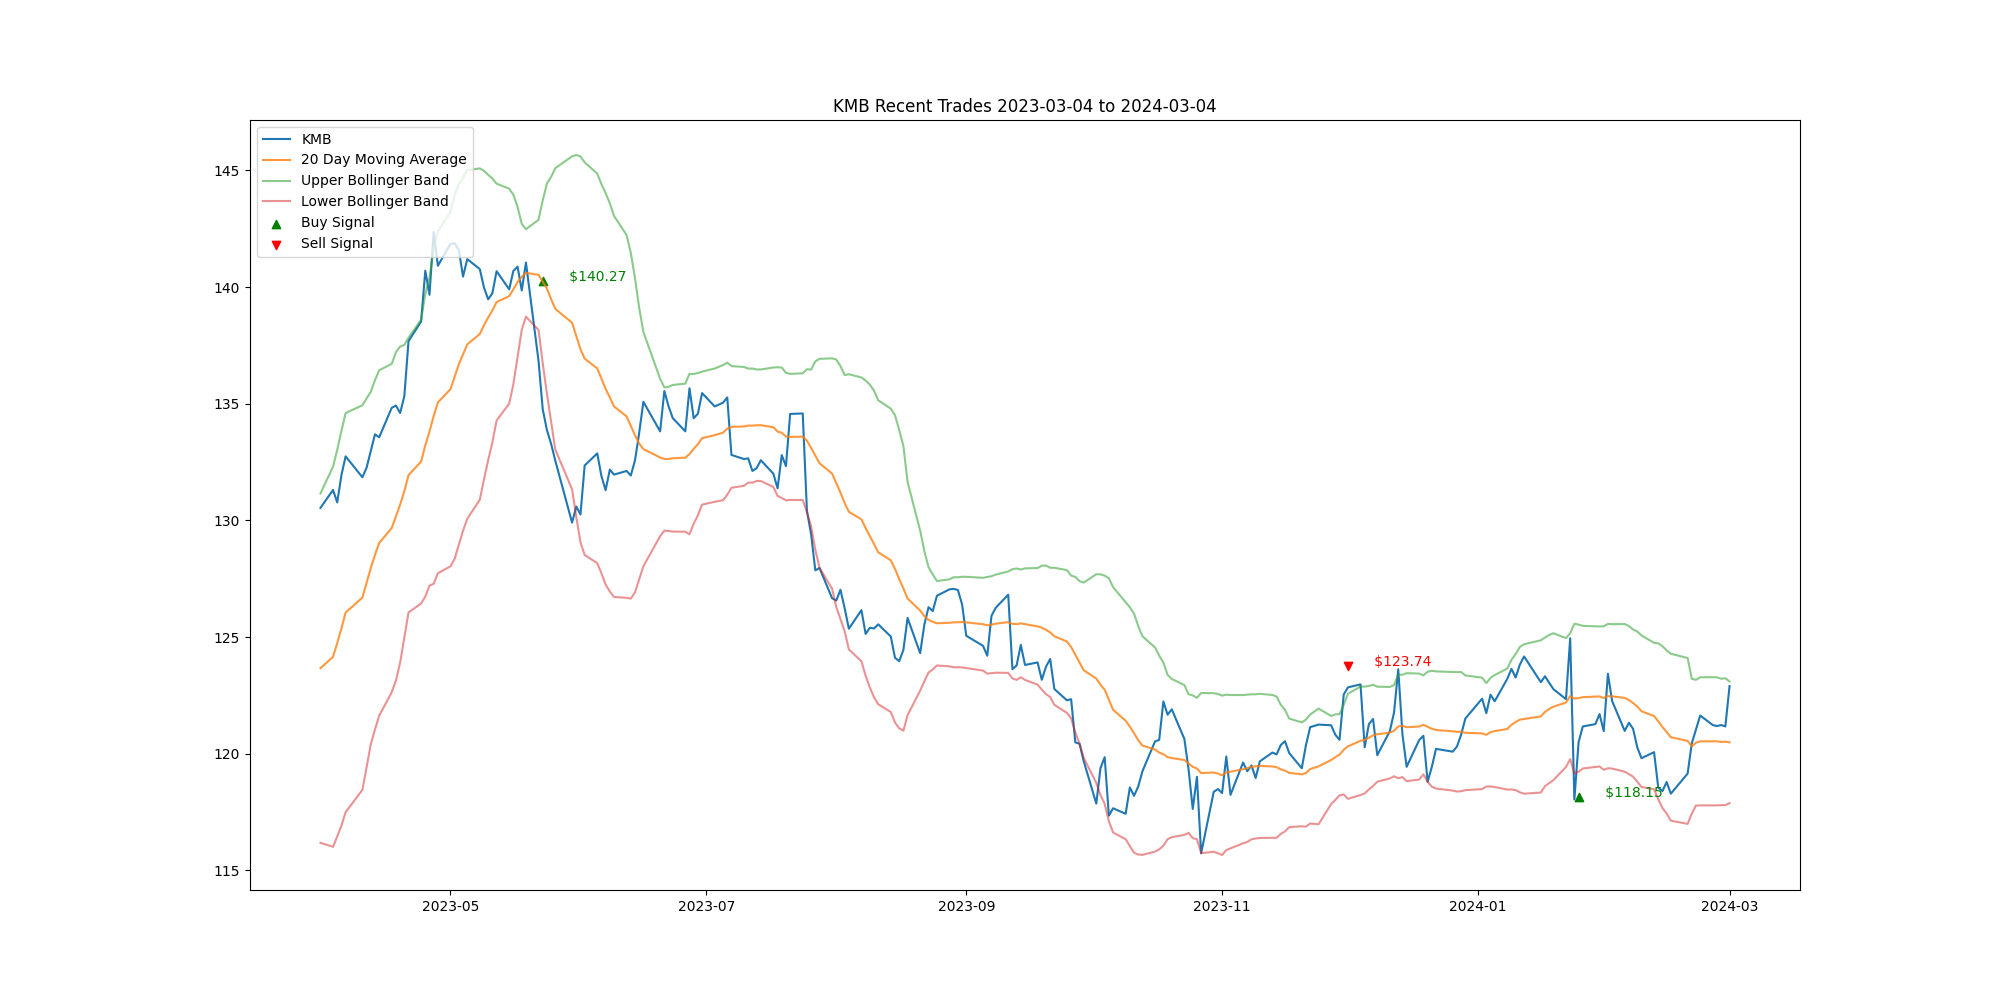 KMB Recent Trades 2023-03-04 to 2024-03-04
KMB
20 Day Moving Average
Upper Bollinger Band
Lower Bollinger Band
Buy Signal
Sell Signal
145
140
135
130
125
120
115
$140.27
$123.74
$118.15
2023-05
2023-07
2023-09
2023-11
2024-01
2024-03